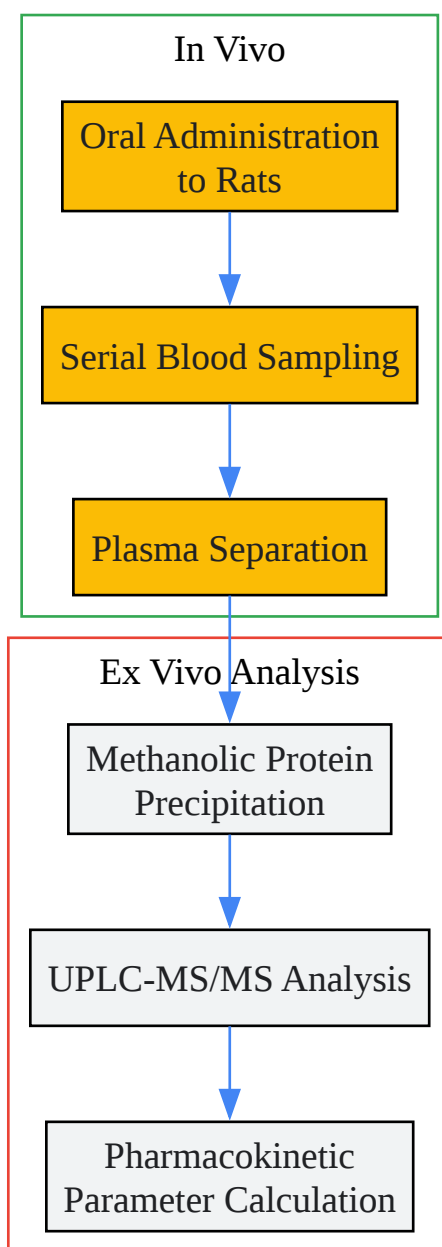 In Vivo
Oral Administration
to Rats
Serial Blood Sampling
Plasma Separation
Ex Vivo Analysis
Methanolic Protein
Precipitation
UPLC-MS/MS Analysis
Pharmacokinetic
Parameter Calculation